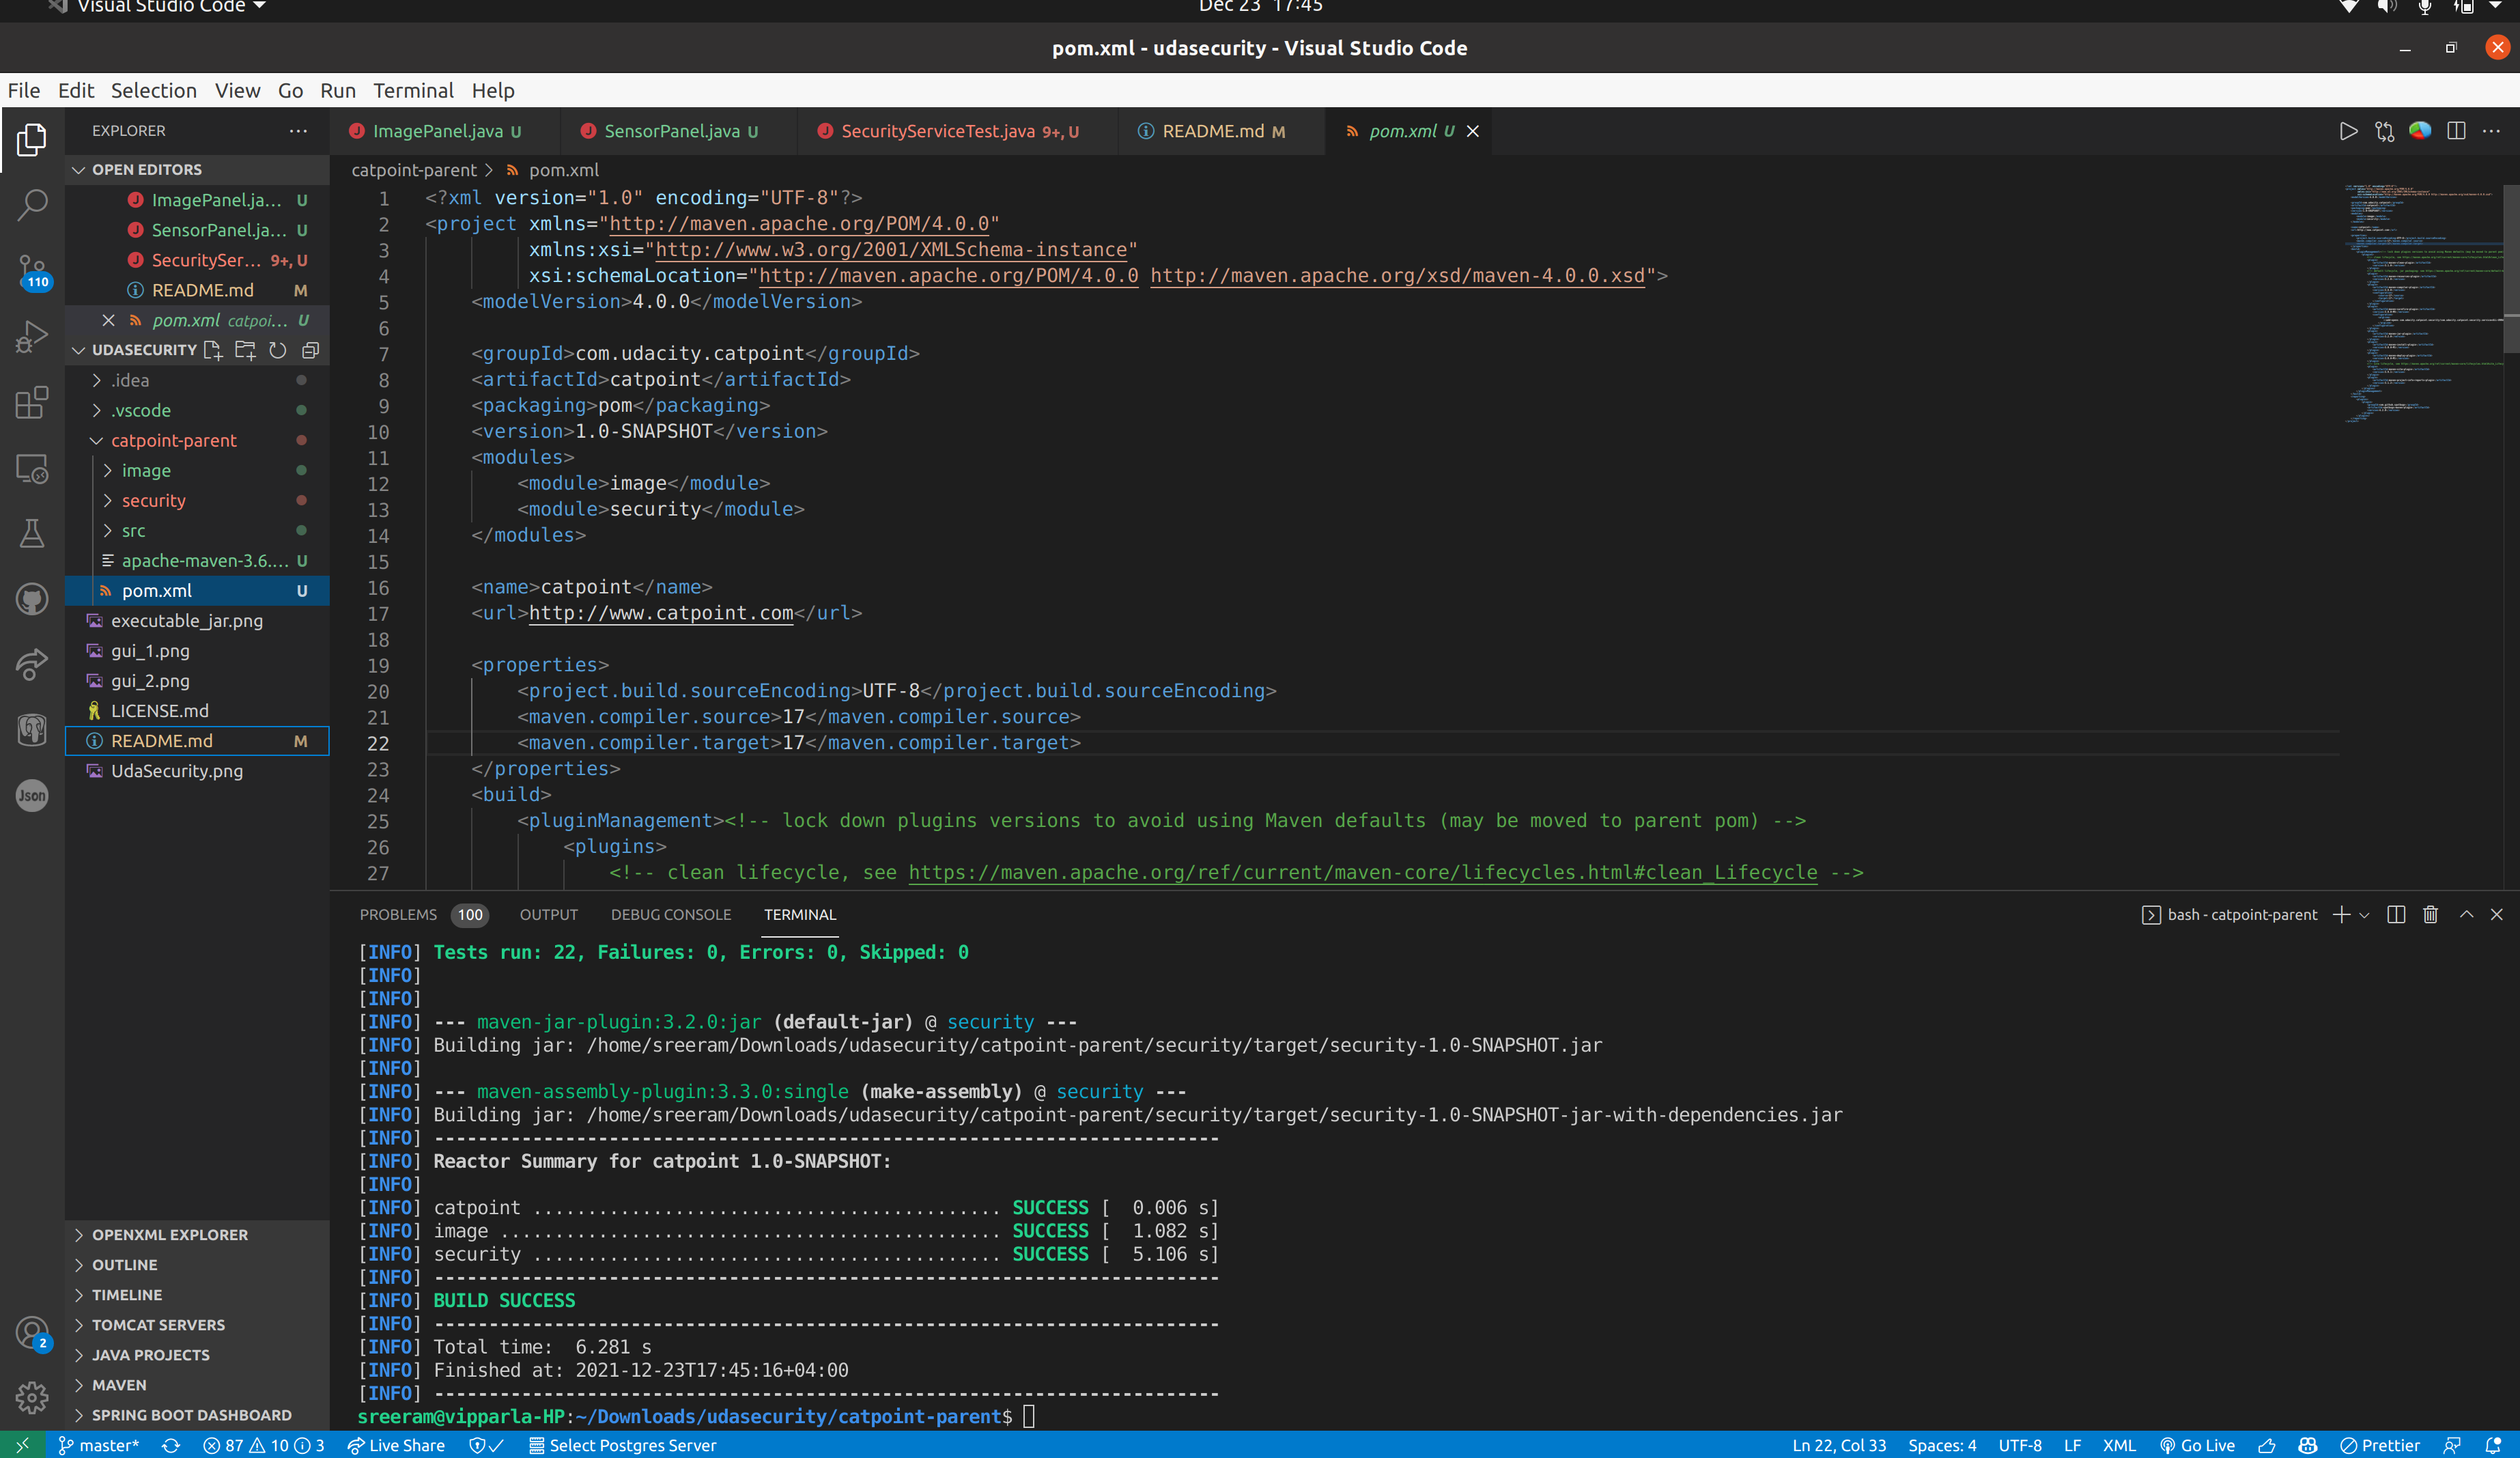 Visual Studio Code
Dec 23 17:45
pom.xml - udasecurity - Visual Studio Code
File Edit Selection View Go Run Terminal Help
EXPLORER
OPEN EDITORS
ImagePanel.ja... U
SensorPanel.ja... U
SecuritySer... 9+, U
README.md M
pom.xml catpoi... U
UDASECURITY
.idea
.vscode
catpoint-parent
image
security
src
apache-maven-3.6.... U
pom.xml U
executable_jar.png
gui_1.png
gui_2.png
LICENSE.md
README.md M
UdaSecurity.png
OPENXML EXPLORER
OUTLINE
TIMELINE
TOMCAT SERVERS
JAVA PROJECTS
MAVEN
SPRING BOOT DASHBOARD
110
Json
2
ImagePanel.java U SensorPanel.java U SecurityServiceTest.java 9+, U README.md M pom.xml U
catpoint-parent > pom.xml
1 <?xml version="1.0" encoding="UTF-8"?>
2 <project xmlns="http://maven.apache.org/POM/4.0.0"
3 xmlns:xsi="http://www.w3.org/2001/XMLSchema-instance"
4 xsi:schemaLocation="http://maven.apache.org/POM/4.0.0 http://maven.apache.org/xsd/maven-4.0.0.xsd">
5 <modelVersion>4.0.0</modelVersion>
6
7 <groupId>com.udacity.catpoint</groupId>
8 <artifactId>catpoint</artifactId>
9 <packaging>pom</packaging>
10 <version>1.0-SNAPSHOT</version>
11 <modules>
12 <module>image</module>
13 <module>security</module>
14 </modules>
15
16 <name>catpoint</name>
17 <url>http://www.catpoint.com</url>
18
19 <properties>
20 <project.build.sourceEncoding>UTF-8</project.build.sourceEncoding>
21 <maven.compiler.source>17</maven.compiler.source>
22 <maven.compiler.target>17</maven.compiler.target>
23 </properties>
24 <build>
25 <pluginManagement><!-- lock down plugins versions to avoid using Maven defaults (may be moved to parent pom) -->
26 <plugins>
27 <!-- clean lifecycle, see https://maven.apache.org/ref/current/maven-core/lifecycles.html#clean_Lifecycle -->
PROBLEMS 100 OUTPUT DEBUG CONSOLE TERMINAL bash - catpoint-parent
[INFO] Tests run: 22, Failures: 0, Errors: 0, Skipped: 0
[INFO]
[INFO]
[INFO] --- maven-jar-plugin:3.2.0:jar (default-jar) @ security ---
[INFO] Building jar: /home/sreeram/Downloads/udasecurity/catpoint-parent/security/target/security-1.0-SNAPSHOT.jar
[INFO]
[INFO] --- maven-assembly-plugin:3.3.0:single (make-assembly) @ security ---
[INFO] Building jar: /home/sreeram/Downloads/udasecurity/catpoint-parent/security/target/security-1.0-SNAPSHOT-jar-with-dependencies.jar
[INFO] ------------------------------------------------------------------------
[INFO] Reactor Summary for catpoint 1.0-SNAPSHOT:
[INFO]
[INFO] catpoint ........................................... SUCCESS [  0.006 s]
[INFO] image .............................................. SUCCESS [  1.082 s]
[INFO] security ........................................... SUCCESS [  5.106 s]
[INFO] ------------------------------------------------------------------------
[INFO] BUILD SUCCESS
[INFO] ------------------------------------------------------------------------
[INFO] Total time:  6.281 s
[INFO] Finished at: 2021-12-23T17:45:16+04:00
[INFO] ------------------------------------------------------------------------
sreeram@vipparla-HP:~/Downloads/udasecurity/catpoint-parent$
master* 87 10 3 Live Share Select Postgres Server Ln 22, Col 33 Spaces: 4 UTF-8 LF XML Go Live Prettier